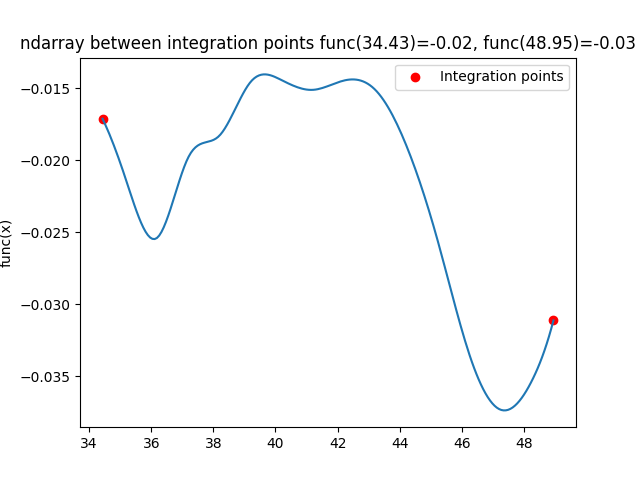 ndarray between integration points func(34.43)=-0.02, func(48.95)=-0.03
Integration points
−0.015
−0.020
−0.025
−0.030
−0.035
func(x)
34 36 38 40 42 44 46 48